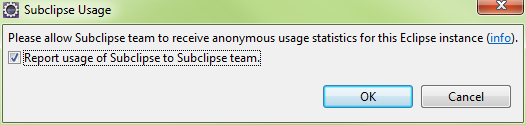 Subclipse Usage
Please allow Subclipse team to receive anonymous usage statistics for this Eclipse instance (info).
Report usage of Subclipse to Subclipse team.
OK Cancel